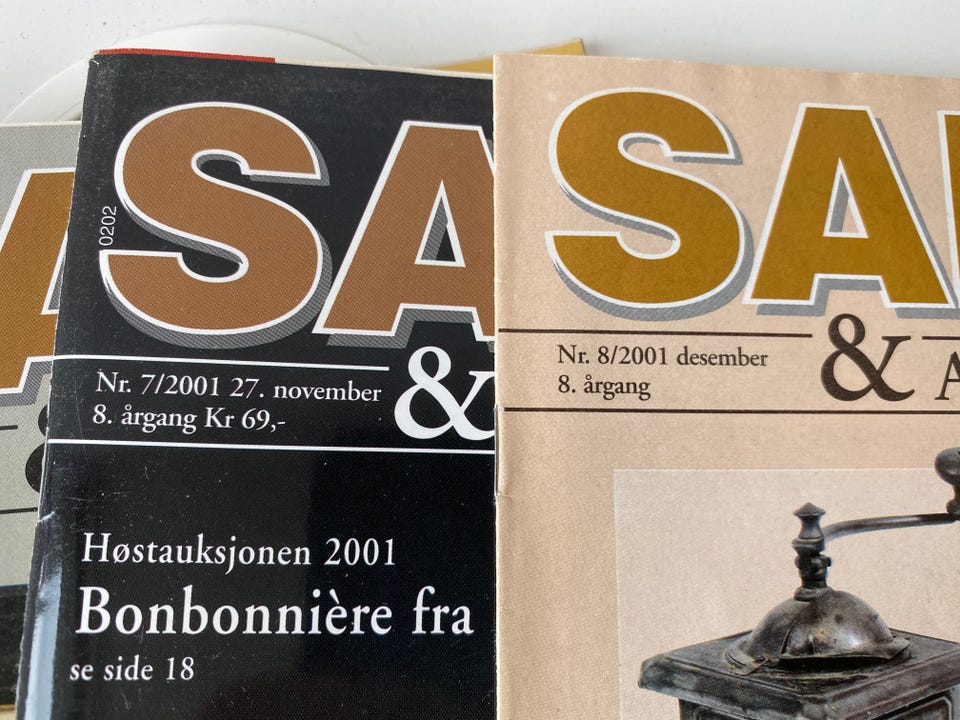 SA
0202
&
Nr. 7/2001 27. november
8. årgang Kr 69,-
Høstauksjonen 2001
Bonbonnière fra
se side 18
SA
&
Nr. 8/2001 desember
8. årgang